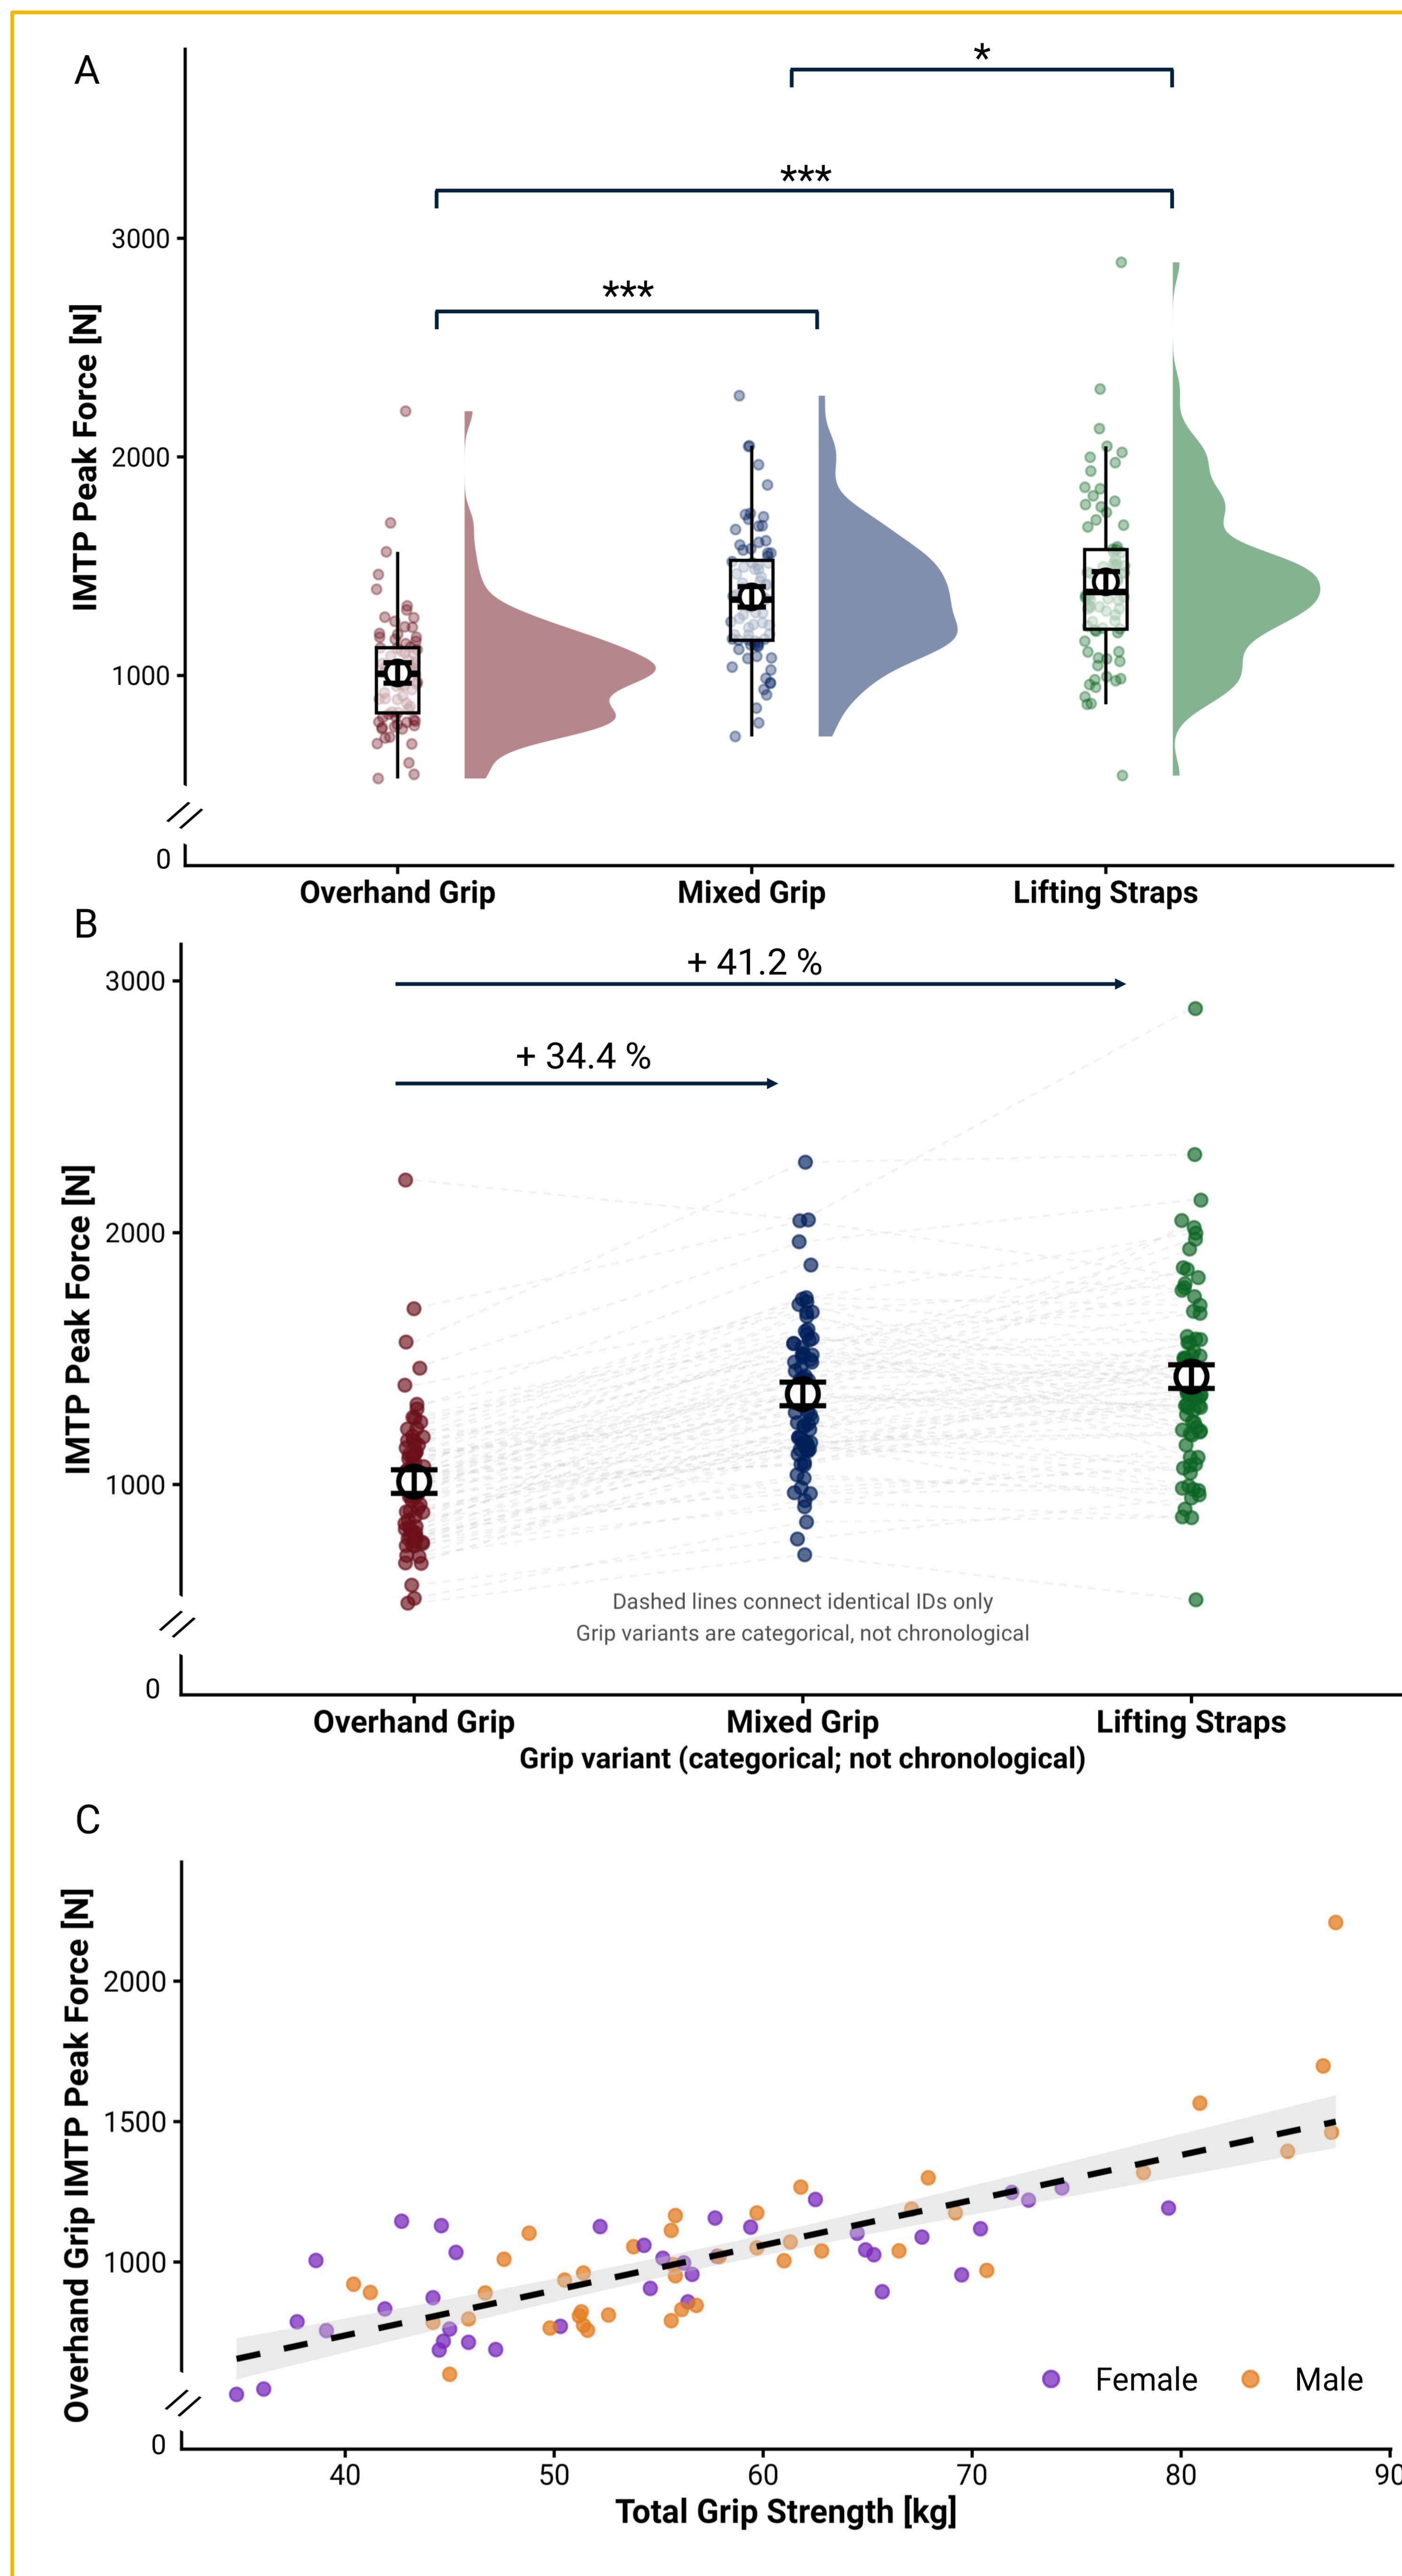 A
*
***
***
3000
2000
1000
0
IMTP Peak Force [N]
Overhand Grip
Mixed Grip
Lifting Straps
B
+ 41.2 %
+ 34.4 %
3000
2000
1000
0
IMTP Peak Force [N]
Dashed lines connect identical IDs only
Grip variants are categorical, not chronological
Overhand Grip
Mixed Grip
Lifting Straps
Grip variant (categorical; not chronological)
C
Overhand Grip IMTP Peak Force [N]
2000
1500
1000
0
Female
Male
40
50
60
70
80
90
Total Grip Strength [kg]